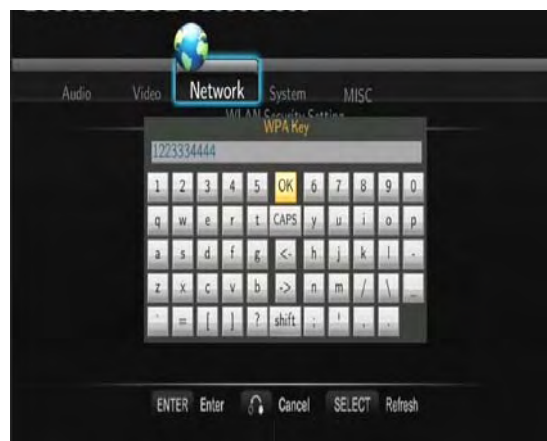 Audio Video Network System MISC
WLAN Security Setting
WPA Key
1223334444
1 2 3 4 5 OK 6 7 8 9 0
q w e r t CAPS y u i o p
a s d f g <- h j k l -
z x c v b -> n m / \ _
` = [ ] ? shift ; ' , .
ENTER Enter Cancel SELECT Refresh